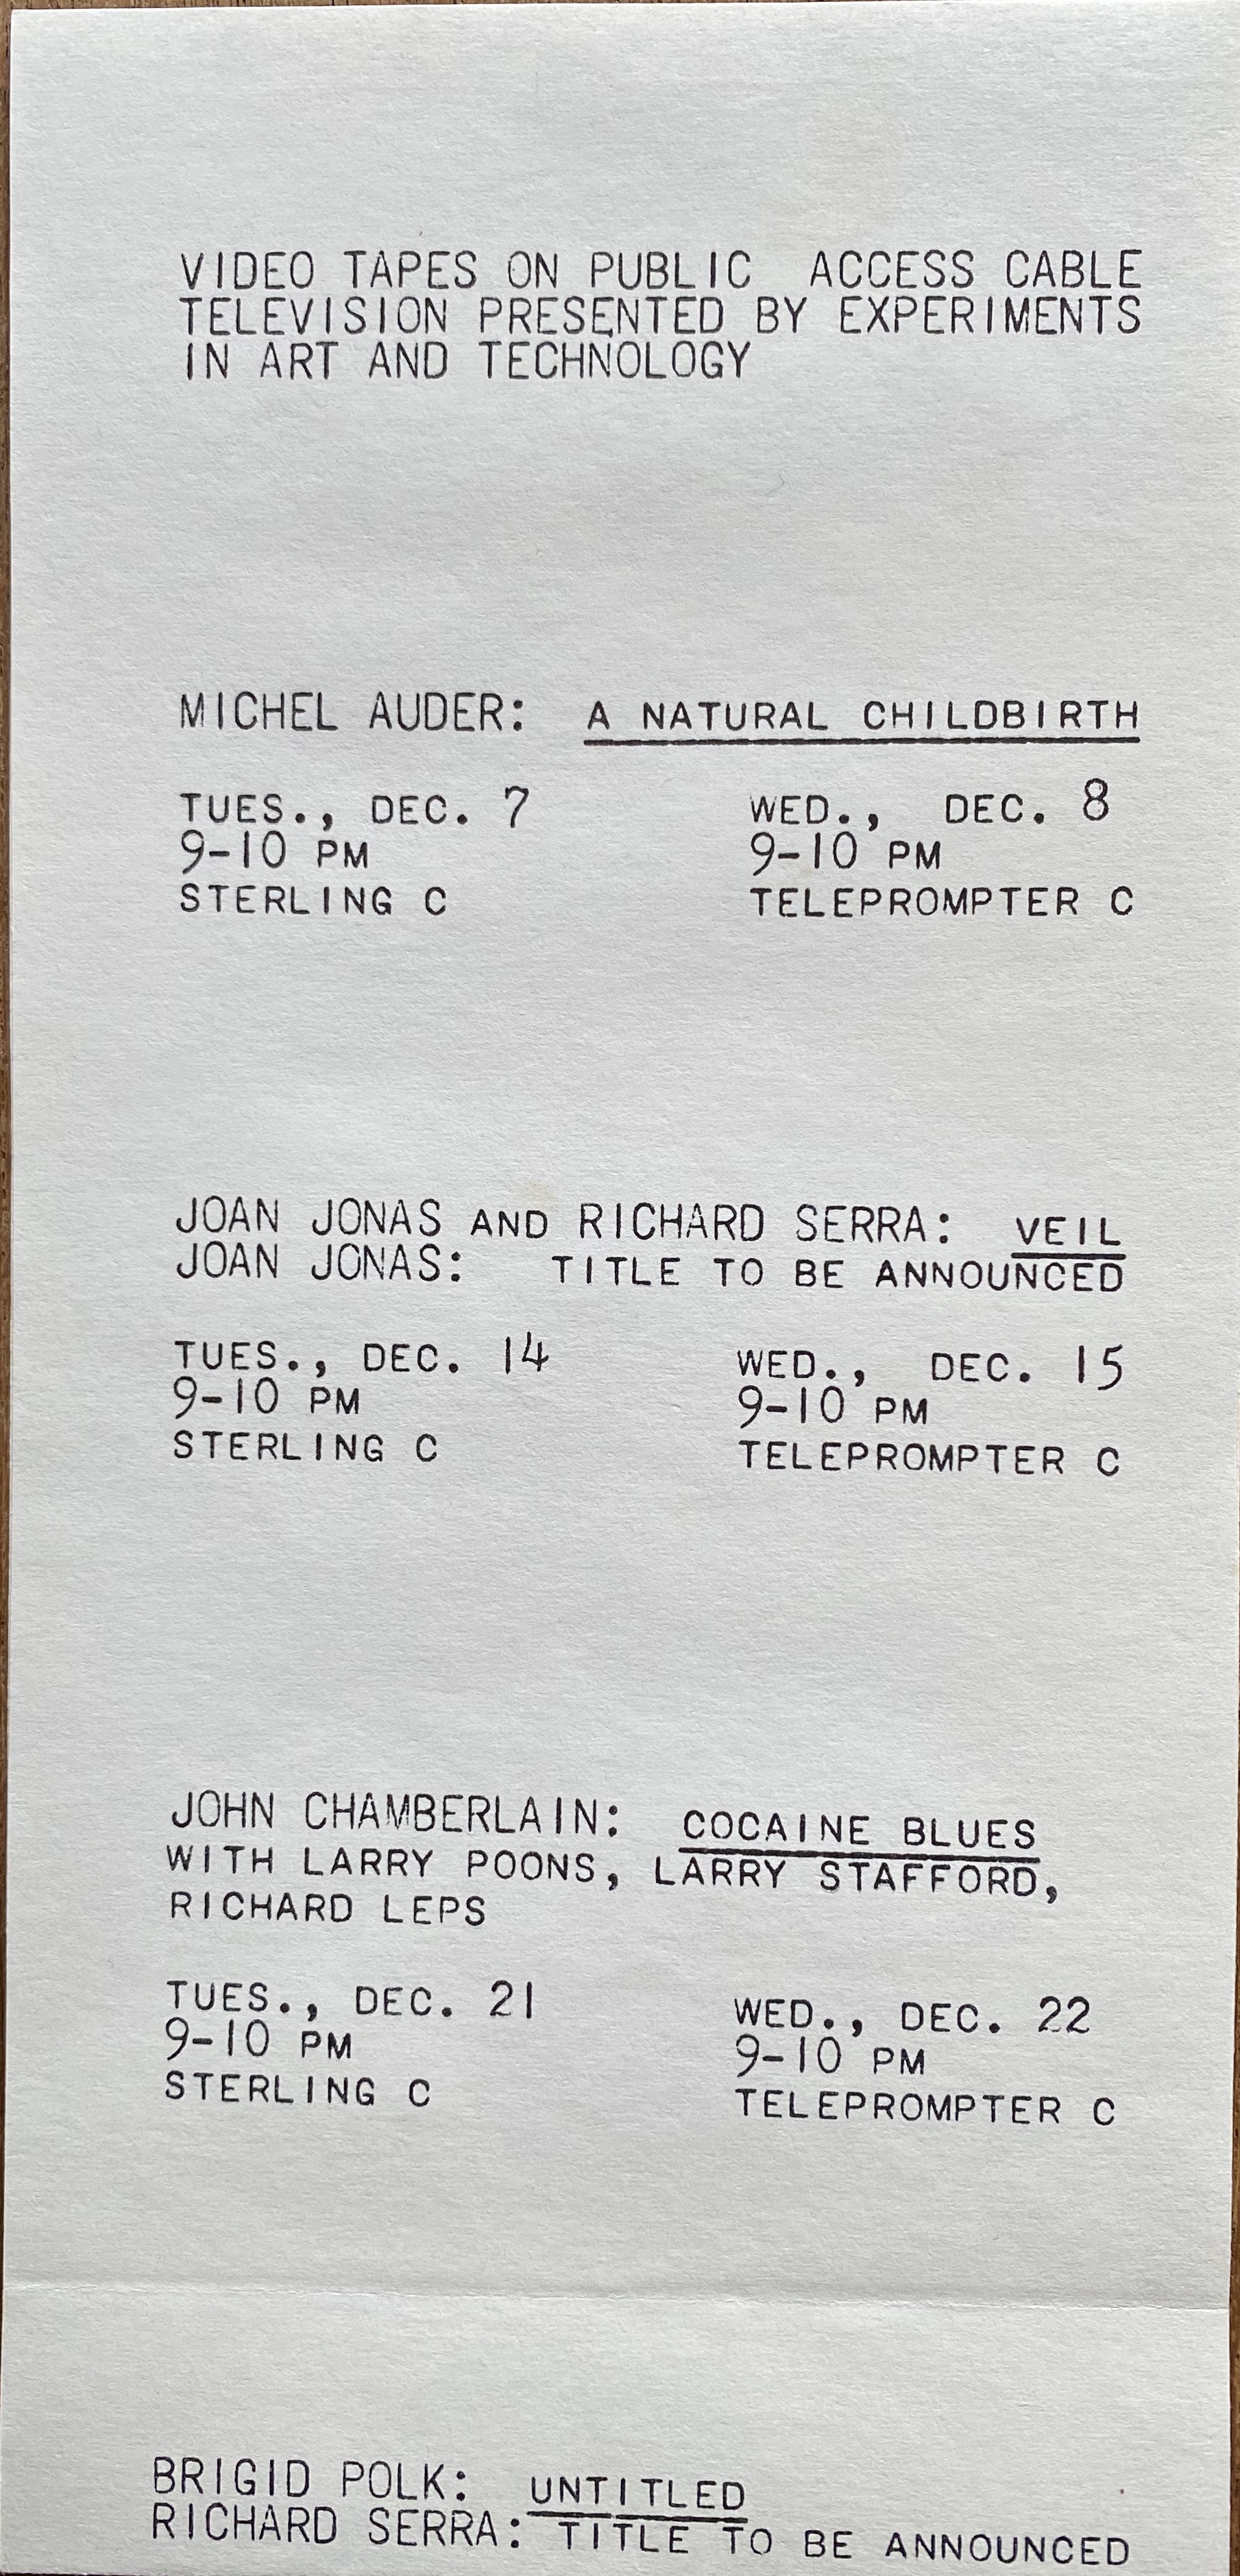 VIDEO TAPES ON PUBLIC ACCESS CABLE
TELEVISION PRESENTED BY EXPERIMENTS
IN ART AND TECHNOLOGY
MICHEL AUDER: A NATURAL CHILDBIRTH
TUES., DEC. 7
9-10 PM
STERLING C
WED., DEC. 8
9-10 PM
TELEPROMPTER C
JOAN JONAS AND RICHARD SERRA: VEIL
JOAN JONAS: TITLE TO BE ANNOUNCED
TUES., DEC. 14
9-10 PM
STERLING C
WED., DEC. 15
9-10 PM
TELEPROMPTER C
JOHN CHAMBERLAIN: COCAINE BLUES
WITH LARRY POONS, LARRY STAFFORD,
RICHARD LEPS
TUES., DEC. 21
9-10 PM
STERLING C
WED., DEC. 22
9-10 PM
TELEPROMPTER C
BRIGID POLK: UNTITLED
RICHARD SERRA: TITLE TO BE ANNOUNCED